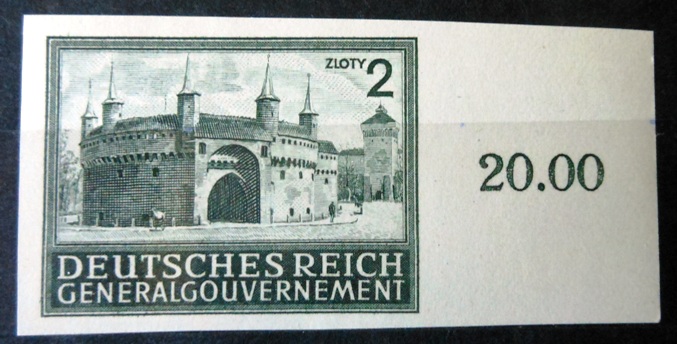 ZLOTY 2
20.00
DEUTSCHES REICH
GENERALGOUVERNEMENT